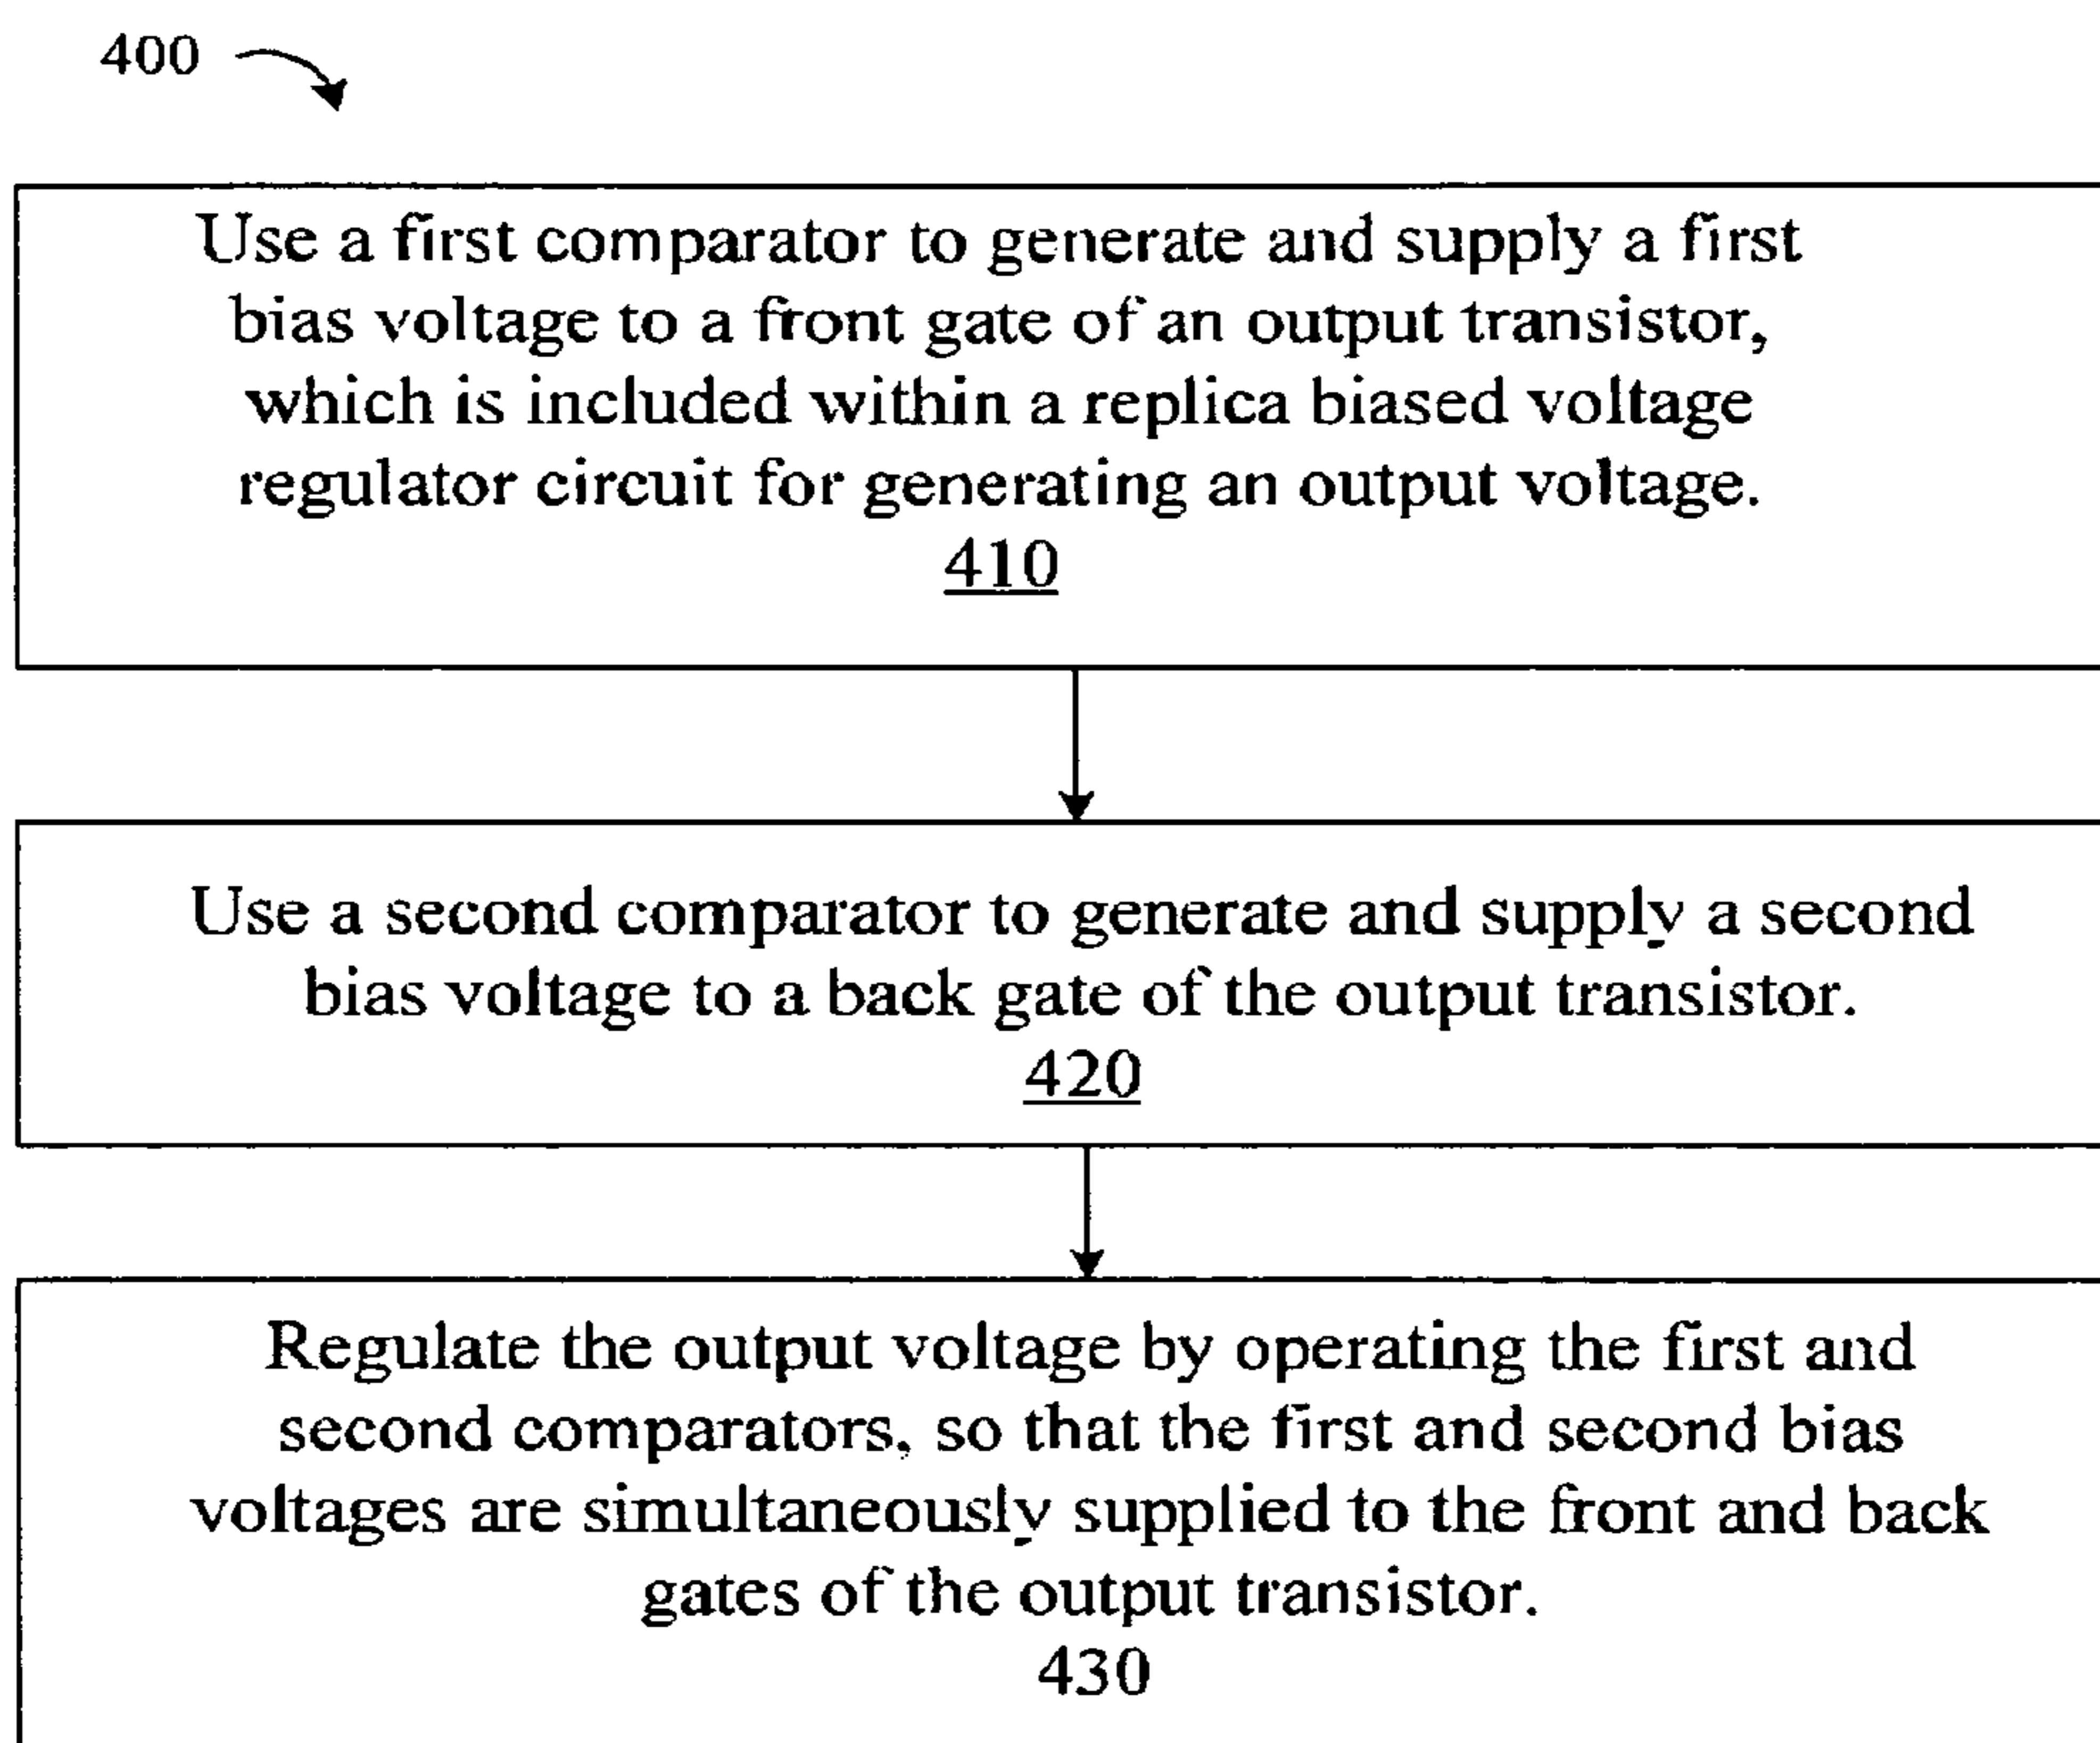 400
Use a first comparator to generate and supply a first
bias voltage to a front gate of an output transistor,
which is included within a replica biased voltage
regulator circuit for generating an output voltage.
410
Use a second comparator to generate and supply a second
bias voltage to a back gate of the output transistor.
420
Regulate the output voltage by operating the first and
second comparators, so that the first and second bias
voltages are simultaneously supplied to the front and back
gates of the output transistor.
430